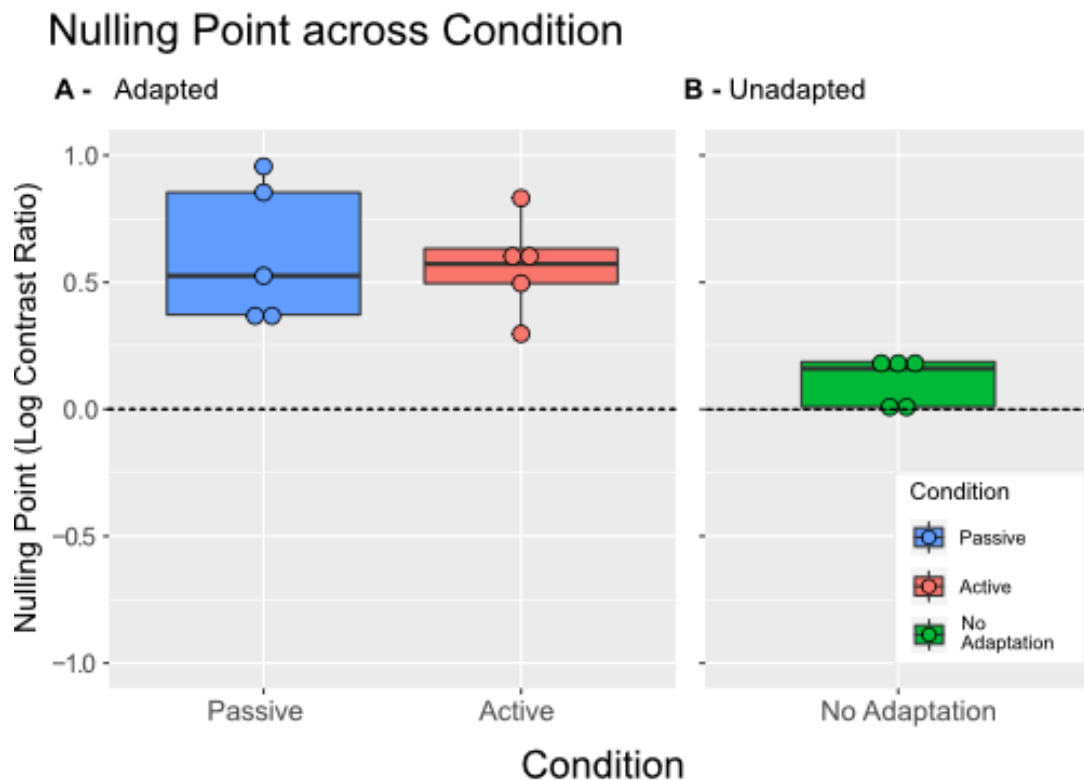 Nulling Point across Condition
A - Adapted
B - Unadapted
Nulling Point (Log Contrast Ratio)
1.0
0.5
0.0
−0.5
−1.0
Condition
Passive
Active
No
Adaptation
Passive
Active
No Adaptation
Condition